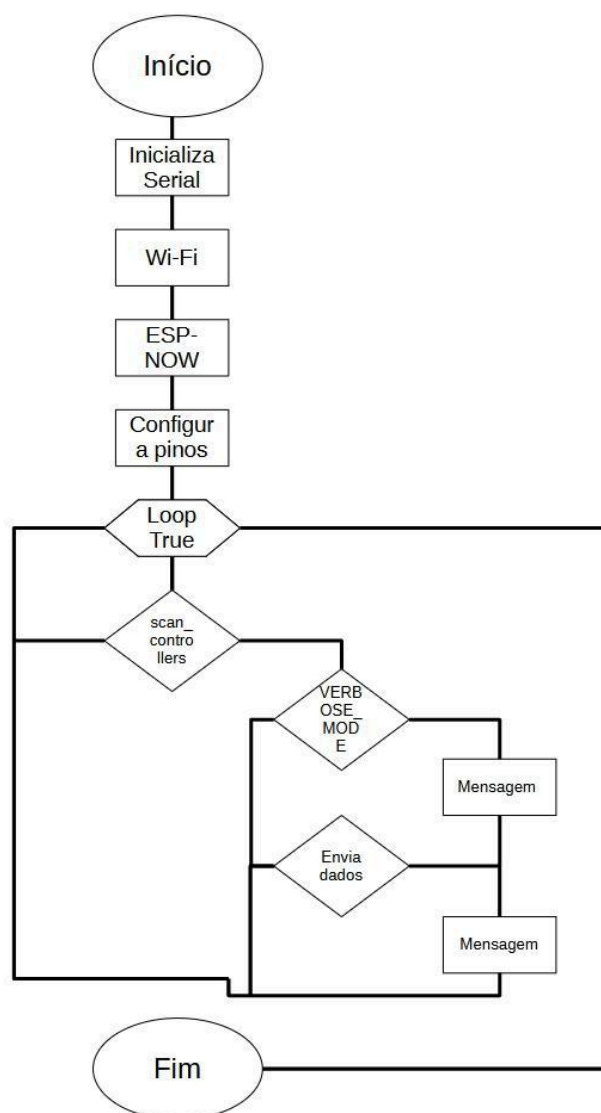 Início
Inicializa
Serial
Wi-Fi
ESP-
NOW
Configur
a pinos
Loop
True
scan_
contro
llers
VERB
OSE_
MOD
E
Mensagem
Envia
dados
Mensagem
Fim